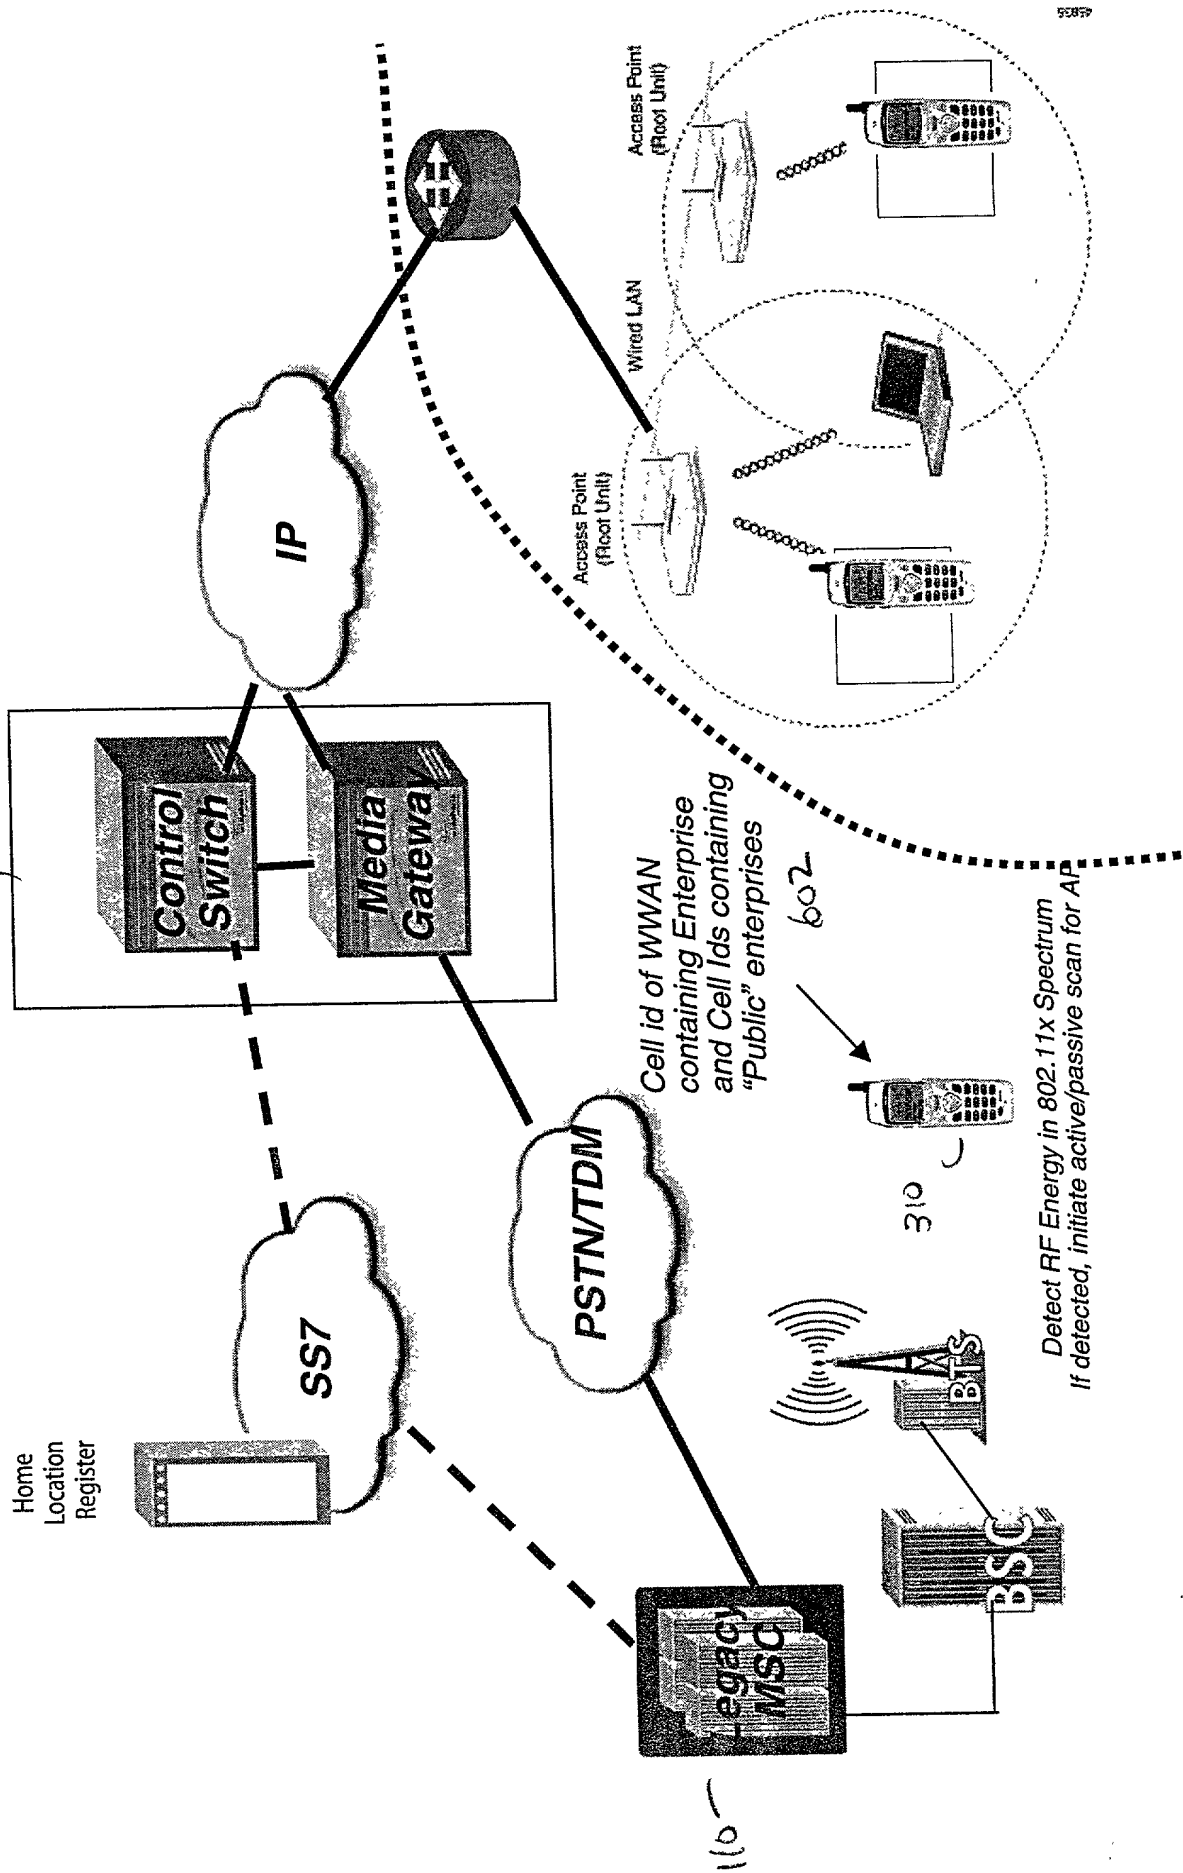 Home
Location
Register
SS7
Control
Switch
Media
Gateway
IP
PSTN/TDM
Legacy
MSC
110
BSC
BTS
310
Cell id of WWAN
containing Enterprise
and Cell Ids containing
“Public” enterprises
602
Detect RF Energy in 802.11x Spectrum
If detected, initiate active/passive scan for AP
Access Point
(Root Unit)
Wired LAN
Access Point
(Root Unit)
45835